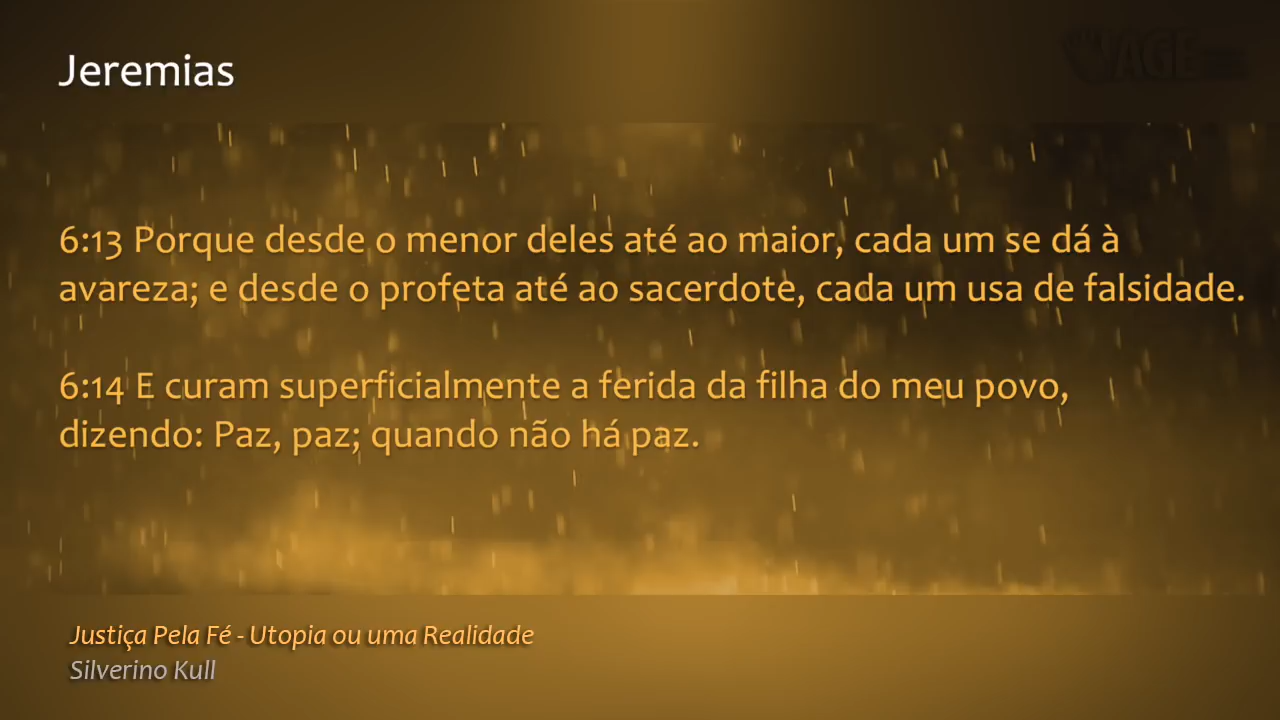 Jeremias
6:13 Porque desde o menor deles até ao maior, cada um se dá à
avareza; e desde o profeta até ao sacerdote, cada um usa de falsidade.
6:14 E curam superficialmente a ferida da filha do meu povo,
dizendo: Paz, paz; quando não há paz.
Justiça Pela Fé - Utopia ou uma Realidade
Silverino Kull